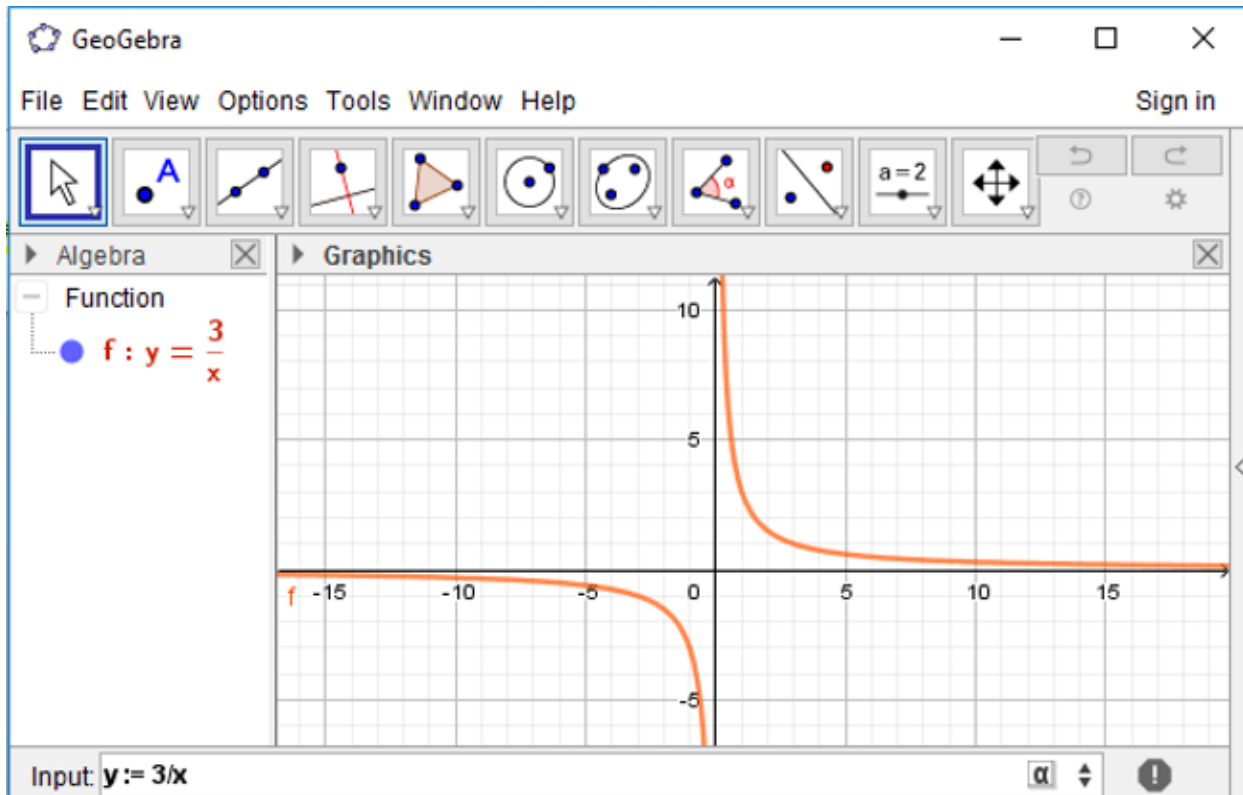 GeoGebra
File Edit View Options Tools Window Help Sign in
A
α
a = 2
Algebra
Graphics
Function
f : y = 3/x
10
5
f -15 -10 -5 0 5 10 15
-5
Input: y := 3/x α